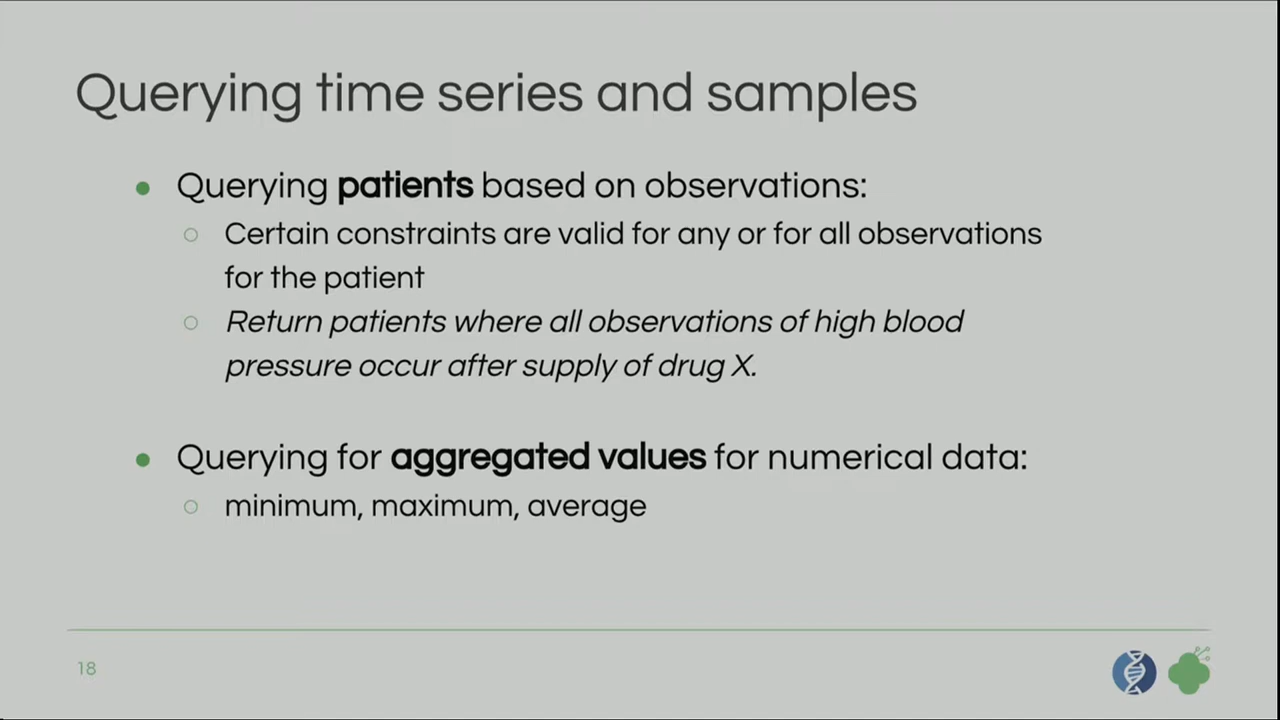 Querying time series and samples
● Querying patients based on observations:
○ Certain constraints are valid for any or for all observations
for the patient
○ Return patients where all observations of high blood
pressure occur after supply of drug X.
● Querying for aggregated values for numerical data:
○ minimum, maximum, average
18